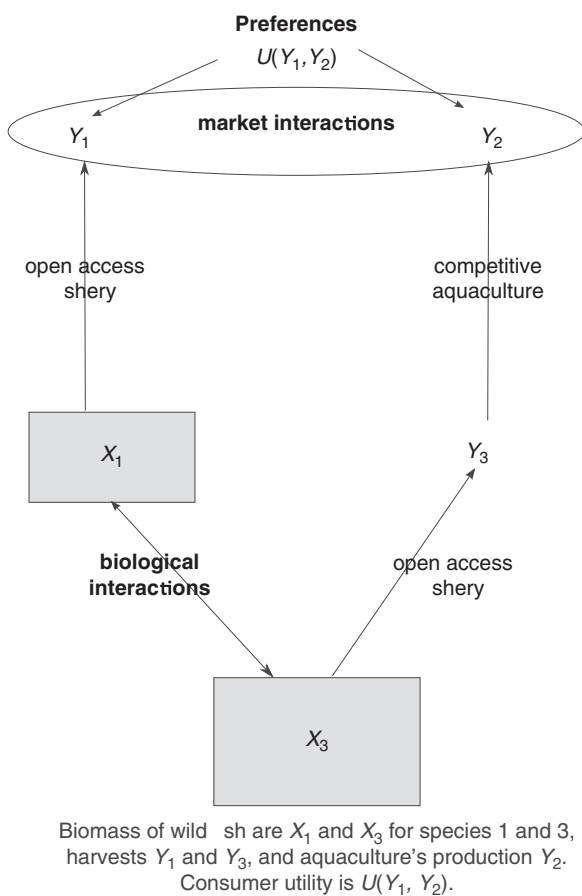 Preferences
U(Y1,Y2)
market interactions
Y1
Y2
open access
shery
competitive
aquaculture
X1
Y3
biological
interactions
open access
shery
X3
Biomass of wild sh are X1 and X3 for species 1 and 3,
harvests Y1 and Y3, and aquaculture's production Y2.
Consumer utility is U(Y1, Y2).